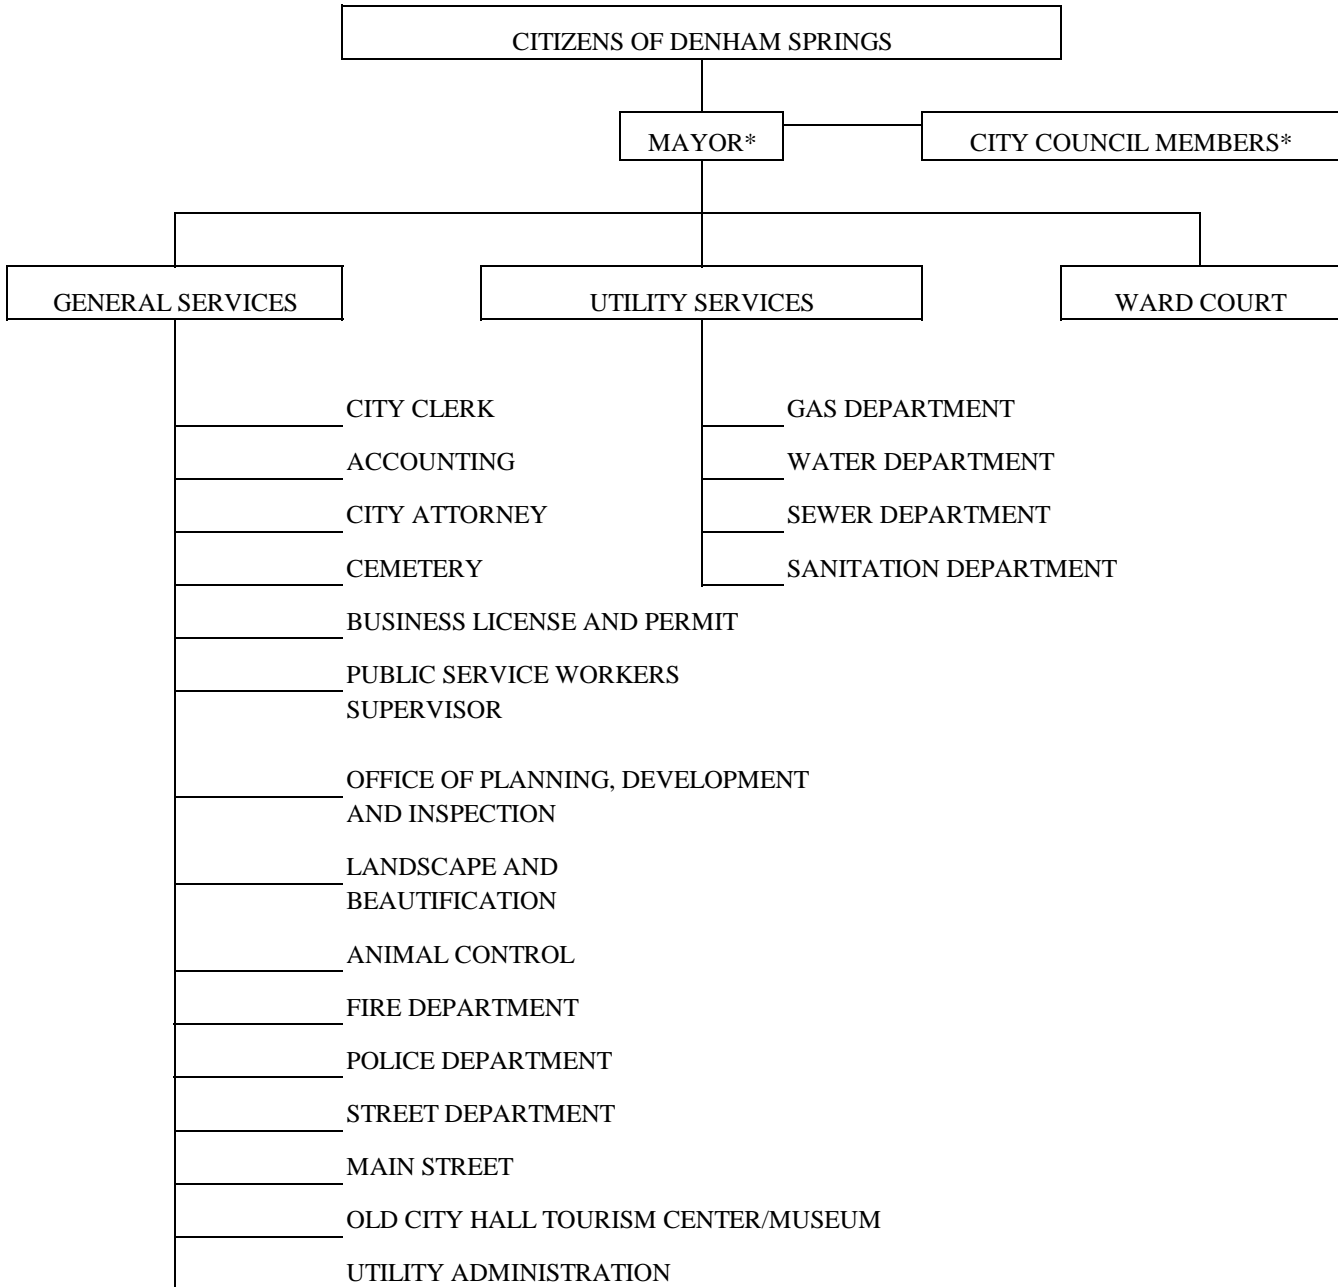 CITIZENS OF DENHAM SPRINGS
MAYOR*
CITY COUNCIL MEMBERS*
GENERAL SERVICES
UTILITY SERVICES
WARD COURT
CITY CLERK
ACCOUNTING
CITY ATTORNEY
CEMETERY
BUSINESS LICENSE AND PERMIT
PUBLIC SERVICE WORKERS
SUPERVISOR
OFFICE OF PLANNING, DEVELOPMENT
AND INSPECTION
LANDSCAPE AND
BEAUTIFICATION
ANIMAL CONTROL
FIRE DEPARTMENT
POLICE DEPARTMENT
STREET DEPARTMENT
MAIN STREET
OLD CITY HALL TOURISM CENTER/MUSEUM
UTILITY ADMINISTRATION
GAS DEPARTMENT
WATER DEPARTMENT
SEWER DEPARTMENT
SANITATION DEPARTMENT